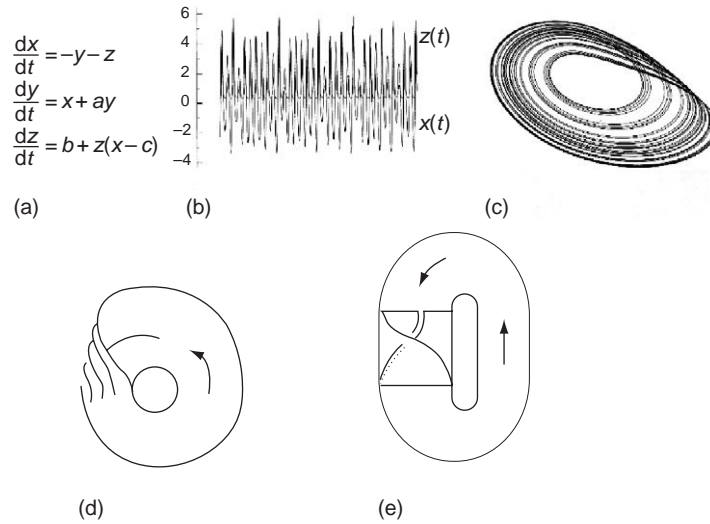 dx/dt = –y – z
dy/dt = x + ay
dz/dt = b + z(x – c)
(a)
6
4
2
0
–2
–4
z(t)
x(t)
(b)
(c)
(d)
(e)